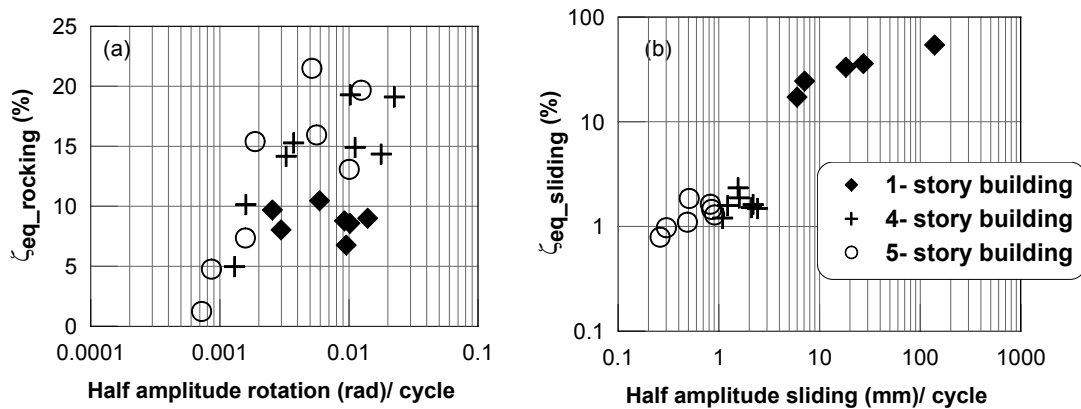 (a)
25
20
15
10
5
0
0.0001 0.001 0.01 0.1
ζeq_rocking (%)
Half amplitude rotation (rad)/ cycle
(b)
100
10
1
0.1
0.1 1 10 100 1000
ζeq_sliding (%)
Half amplitude sliding (mm)/ cycle
1- story building
4- story building
5- story building